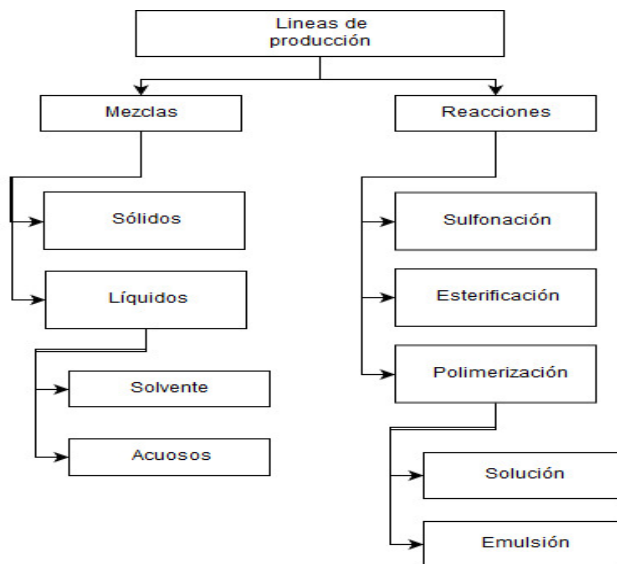 Lineas de
producción
Mezclas
Reacciones
Sólidos
Sulfonación
Líquidos
Esterificación
Solvente
Polimerización
Acuosos
Solución
Emulsión